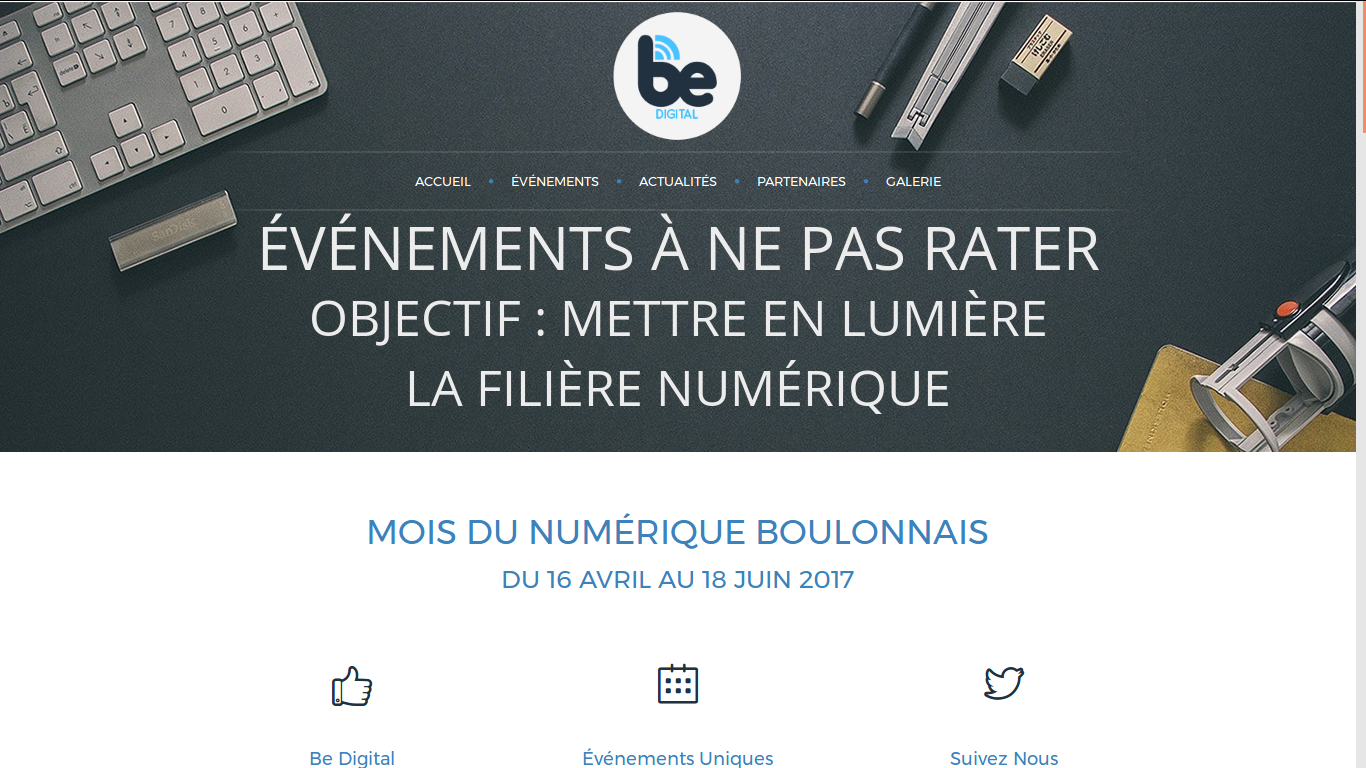 be
DIGITAL
ACCUEIL • ÉVÉNEMENTS • ACTUALITÉS • PARTENAIRES • GALERIE
SanDisk
ÉVÉNEMENTS À NE PAS RATER
OBJECTIF : METTRE EN LUMIÈRE
LA FILIÈRE NUMÉRIQUE
MOIS DU NUMÉRIQUE BOULONNAIS
DU 16 AVRIL AU 18 JUIN 2017
Be Digital
Événements Uniques
Suivez Nous